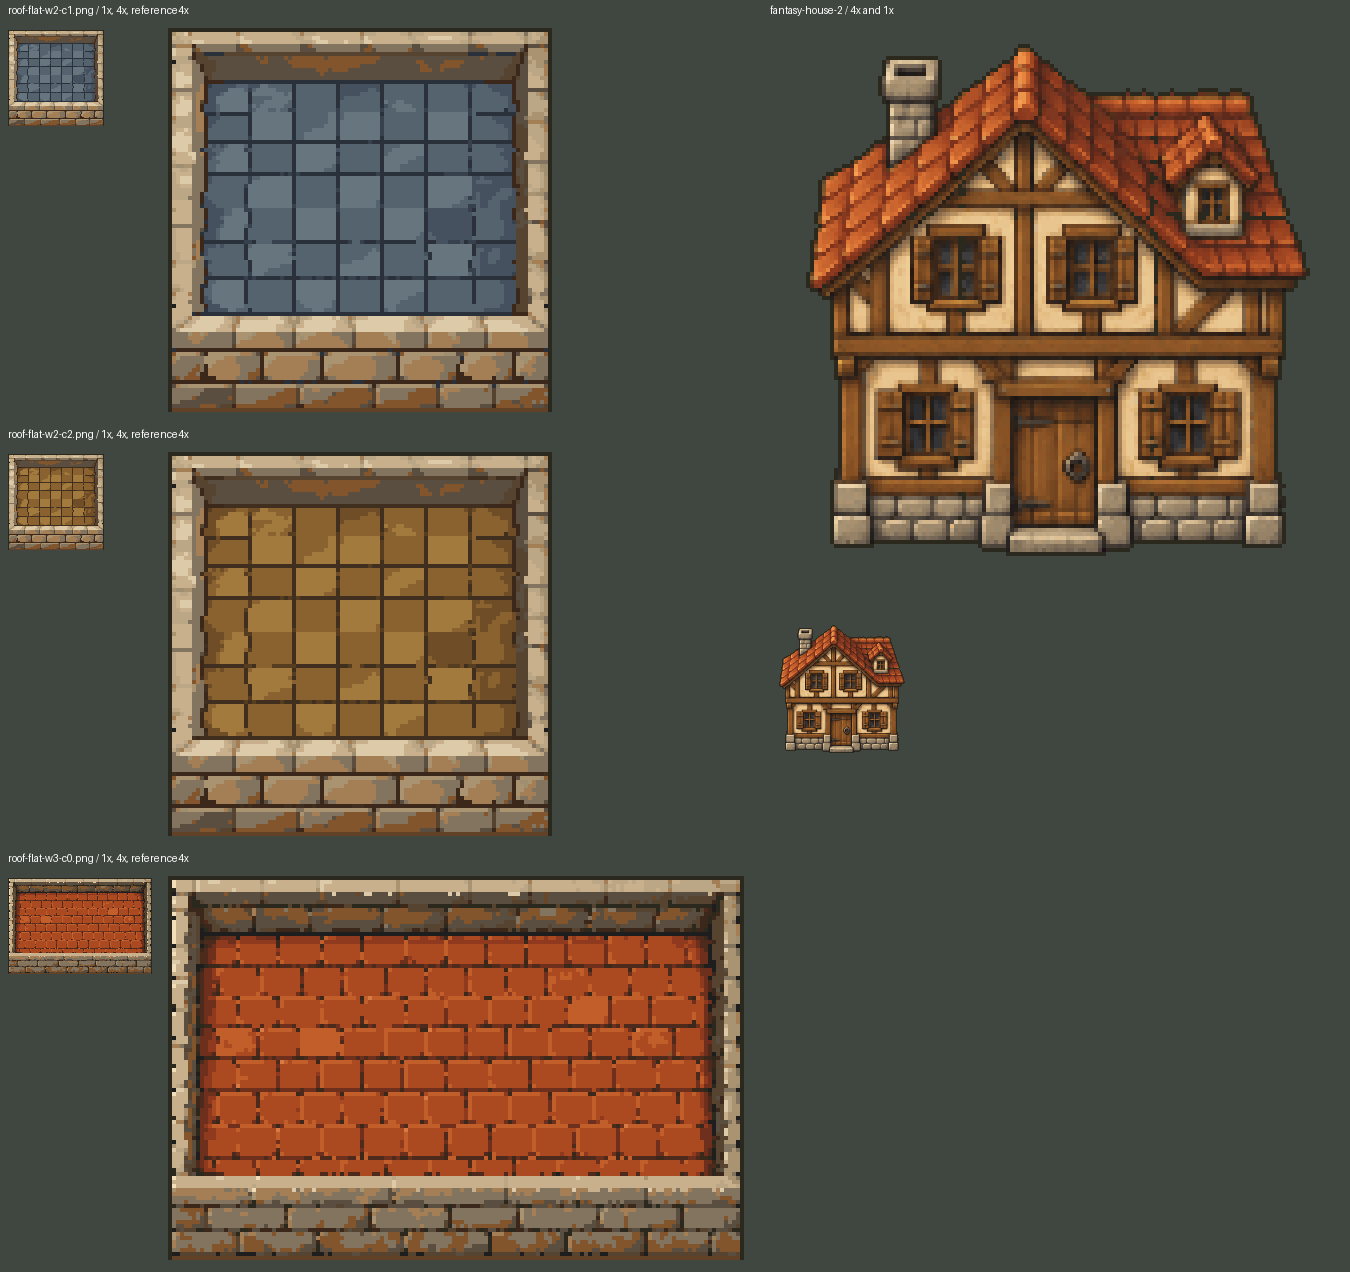 roof-flat-w2-c1.png / 1x, 4x, reference4x
fantasy-house-2 / 4x and 1x
roof-flat-w2-c2.png / 1x, 4x, reference4x
roof-flat-w3-c0.png / 1x, 4x, reference4x